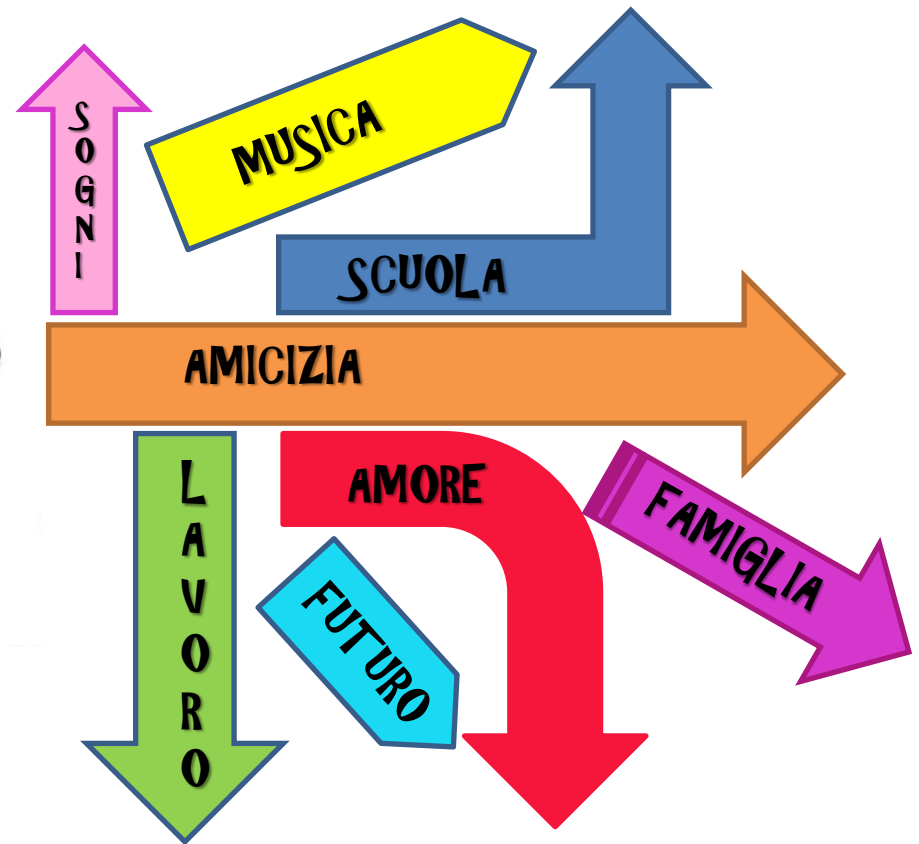 SOGNI
MUSICA
SCUOLA
AMICIZIA
LAVORO
AMORE
FAMIGLIA
FUTURO